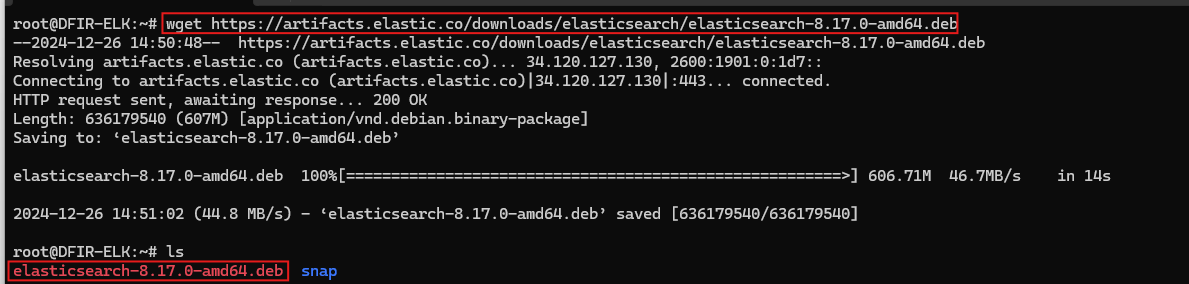 root@DFIR-ELK:~# wget https://artifacts.elastic.co/downloads/elasticsearch/elasticsearch-8.17.0-amd64.deb
--2024-12-26 14:50:48--  https://artifacts.elastic.co/downloads/elasticsearch/elasticsearch-8.17.0-amd64.deb
Resolving artifacts.elastic.co (artifacts.elastic.co)... 34.120.127.130, 2600:1901:0:1d7::
Connecting to artifacts.elastic.co (artifacts.elastic.co)|34.120.127.130|:443... connected.
HTTP request sent, awaiting response... 200 OK
Length: 636179540 (607M) [application/vnd.debian.binary-package]
Saving to: ‘elasticsearch-8.17.0-amd64.deb’
elasticsearch-8.17.0-amd64.deb  100%[=======================================================>] 606.71M  46.7MB/s    in 14s
2024-12-26 14:51:02 (44.8 MB/s) - ‘elasticsearch-8.17.0-amd64.deb’ saved [636179540/636179540]
root@DFIR-ELK:~# ls
elasticsearch-8.17.0-amd64.deb  snap